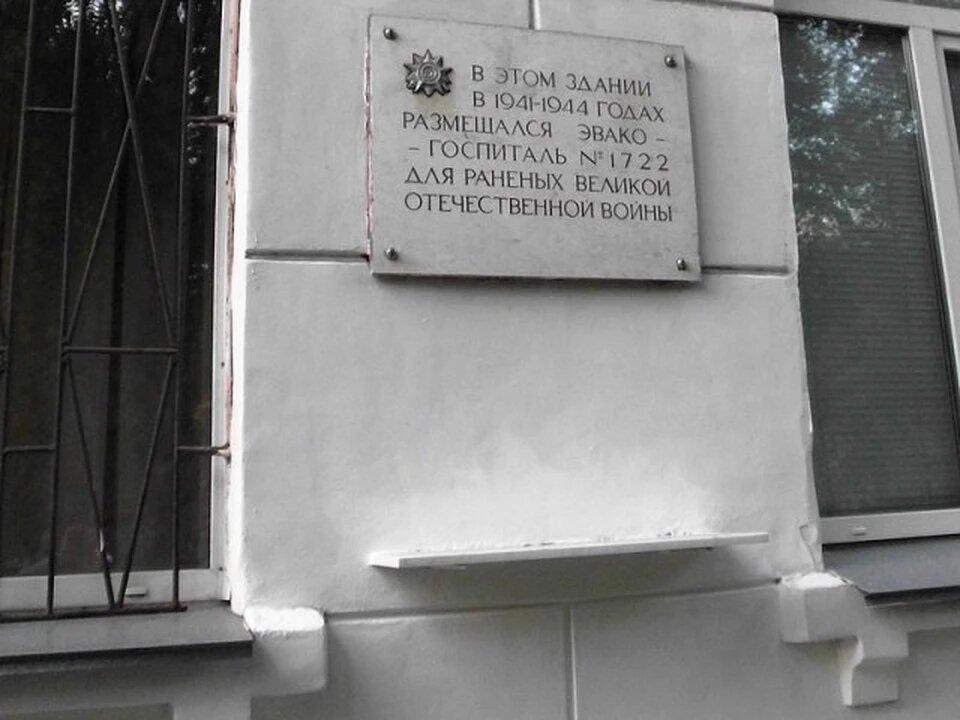 В ЭТОМ ЗДАНИИ
В 1941-1944 ГОДАХ
РАЗМЕЩАЛСЯ ЭВАКО -
- ГОСПИТАЛЬ № 1722
ДЛЯ РАНЕНЫХ ВЕЛИКОЙ
ОТЕЧЕСТВЕННОЙ ВОЙНЫ